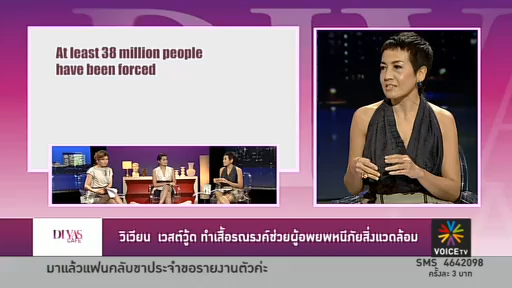 At least 38 million people
have been forced
DIVAS
CAFE
วิเวียน เวสต์วู้ด ทำเสื้อรณรงค์ช่วยผู้อพยพหนีภัยสิ่งแวดล้อม
VOICETV
มาแล้วแฟนคลับขาประจำขอรายงานตัวค่ะ
SMS 4642098
ครั้งละ 3 บาท